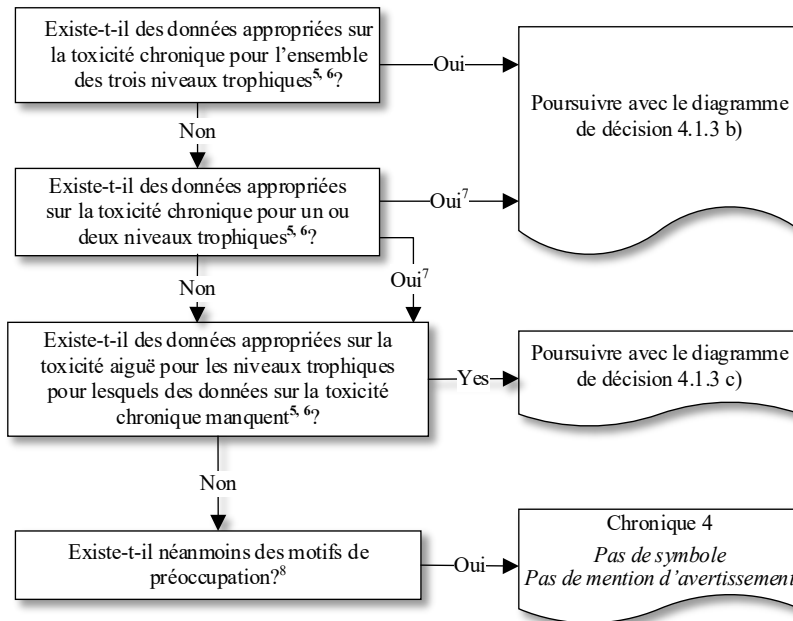 Existe-t-il des données appropriées sur
la toxicité chronique pour l'ensemble
des trois niveaux trophiques5, 6?
Oui
Poursuivre avec le diagramme
de décision 4.1.3 b)
Non
Existe-t-il des données appropriées
sur la toxicité chronique pour un ou
deux niveaux trophiques5, 6?
Oui7
Oui7
Non
Existe-t-il des données appropriées sur la
toxicité aiguë pour les niveaux trophiques
pour lesquels des données sur la toxicité
chronique manquent5, 6?
Yes
Poursuivre avec le diagramme
de décision 4.1.3 c)
Non
Existe-t-il néanmoins des motifs de
préoccupation?8
Oui
Chronique 4
Pas de symbole
Pas de mention d'avertissement